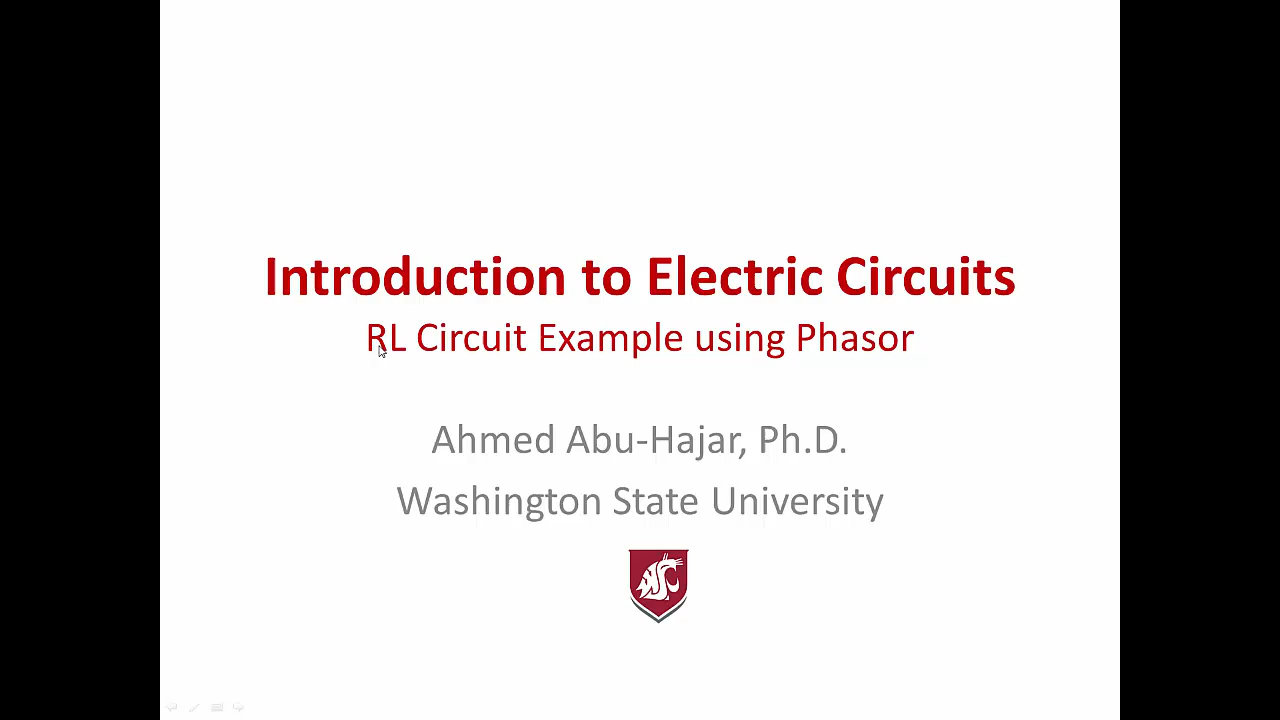 Introduction to Electric Circuits
RL Circuit Example using Phasor
Ahmed Abu-Hajar, Ph.D.
Washington State University